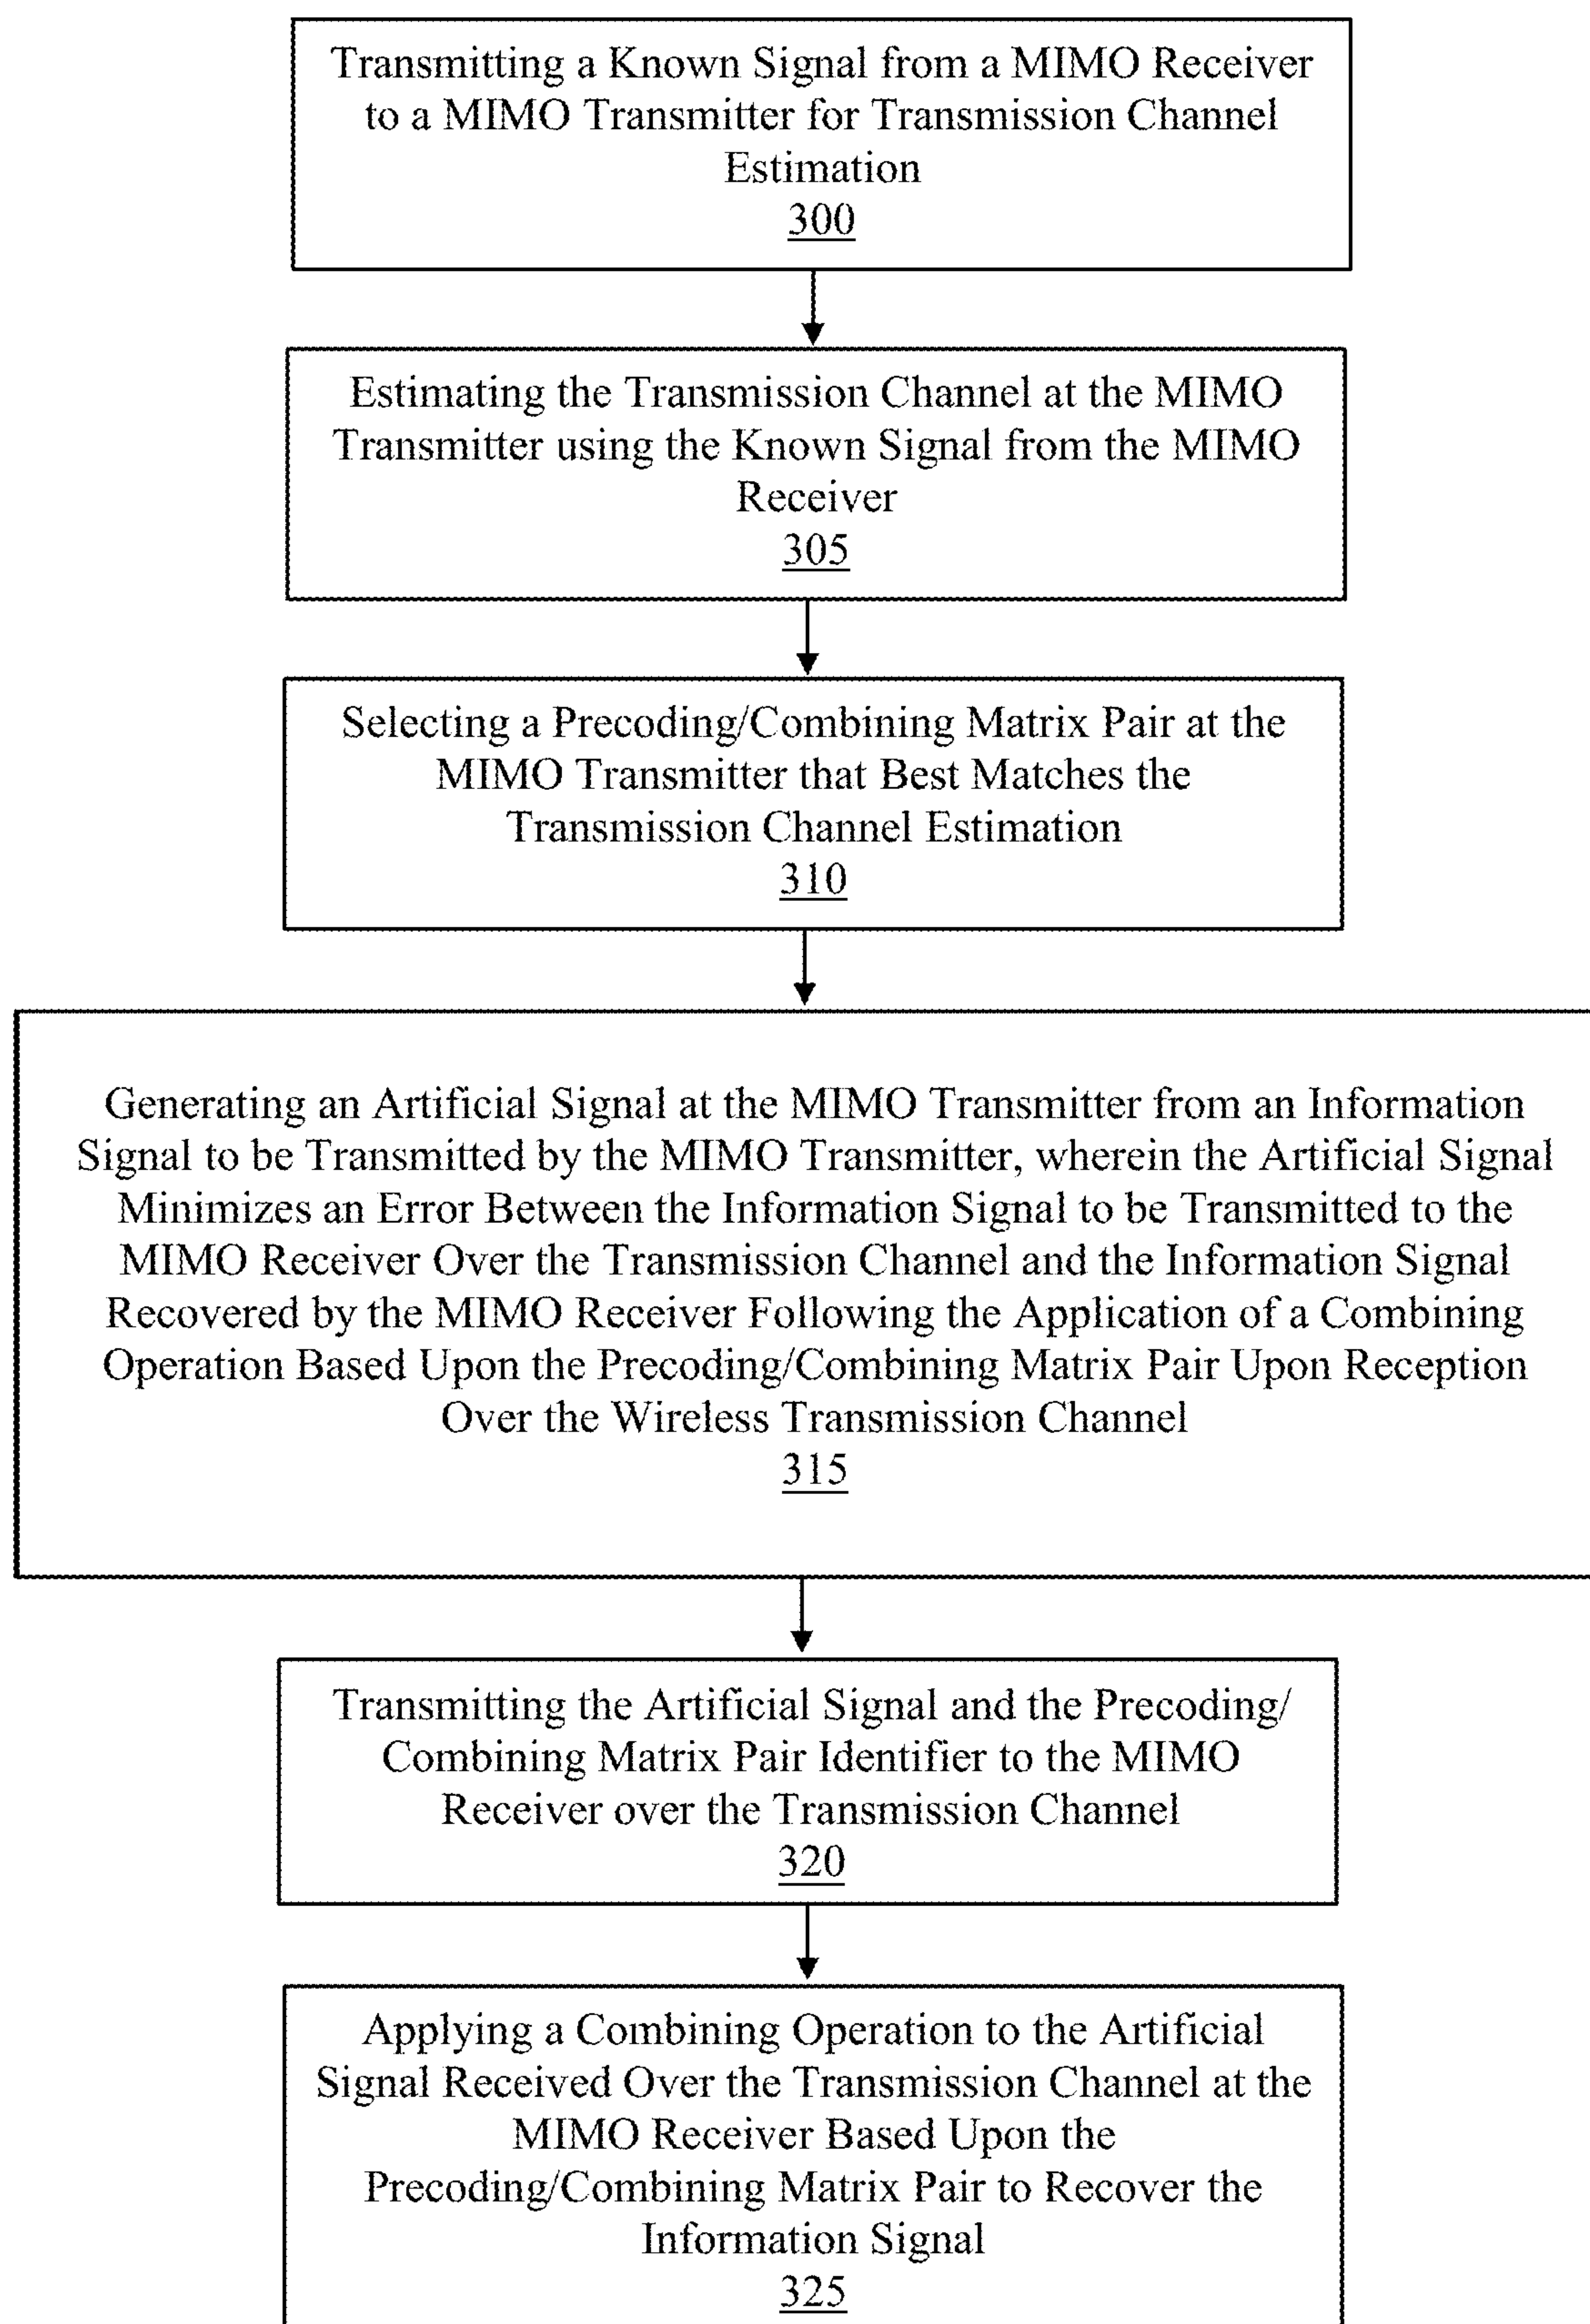 Transmitting a Known Signal from a MIMO Receiver
to a MIMO Transmitter for Transmission Channel
Estimation
300
Estimating the Transmission Channel at the MIMO
Transmitter using the Known Signal from the MIMO
Receiver
305
Selecting a Precoding/Combining Matrix Pair at the
MIMO Transmitter that Best Matches the
Transmission Channel Estimation
310
Generating an Artificial Signal at the MIMO Transmitter from an Information
Signal to be Transmitted by the MIMO Transmitter, wherein the Artificial Signal
Minimizes an Error Between the Information Signal to be Transmitted to the
MIMO Receiver Over the Transmission Channel and the Information Signal
Recovered by the MIMO Receiver Following the Application of a Combining
Operation Based Upon the Precoding/Combining Matrix Pair Upon Reception
Over the Wireless Transmission Channel
315
Transmitting the Artificial Signal and the Precoding/
Combining Matrix Pair Identifier to the MIMO
Receiver over the Transmission Channel
320
Applying a Combining Operation to the Artificial
Signal Received Over the Transmission Channel at the
MIMO Receiver Based Upon the
Precoding/Combining Matrix Pair to Recover the
Information Signal
325